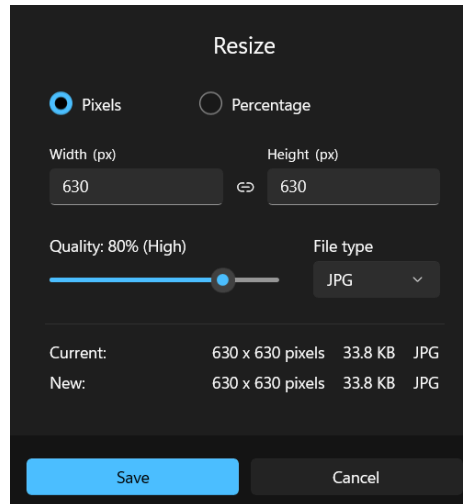 Resize
Pixels Percentage
Width (px) Height (px)
630 630
Quality: 80% (High) File type
JPG
Current: 630 x 630 pixels 33.8 KB JPG
New: 630 x 630 pixels 33.8 KB JPG
Save Cancel